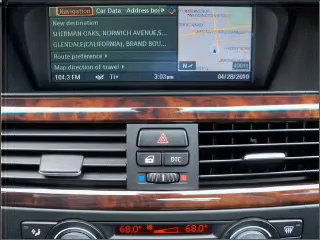 Navigation Car Data Address bo
New destination
SHERMAN OAKS, NORWICH AVENUE,S...
GLENDALE(CALIFORNIA), BRAND BOU...
Route preference
Map direction of travel
104.3 FM TI+ 3:03pm 04/28/2010
N
DTC
68.0° 68.0°